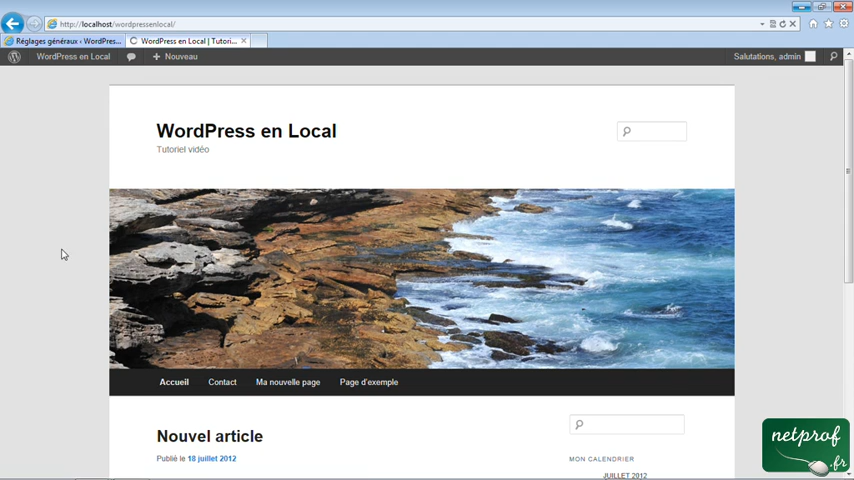 http://localhost/wordpressenlocal/
Réglages généraux ‹ WordPres...
WordPress en Local | Tutori...
WordPress en Local
Nouveau
Salutations, admin
WordPress en Local
Tutoriel vidéo
Accueil
Contact
Ma nouvelle page
Page d'exemple
Nouvel article
Publié le 18 juillet 2012
MON CALENDRIER
JUILLET 2012
netprof
.fr